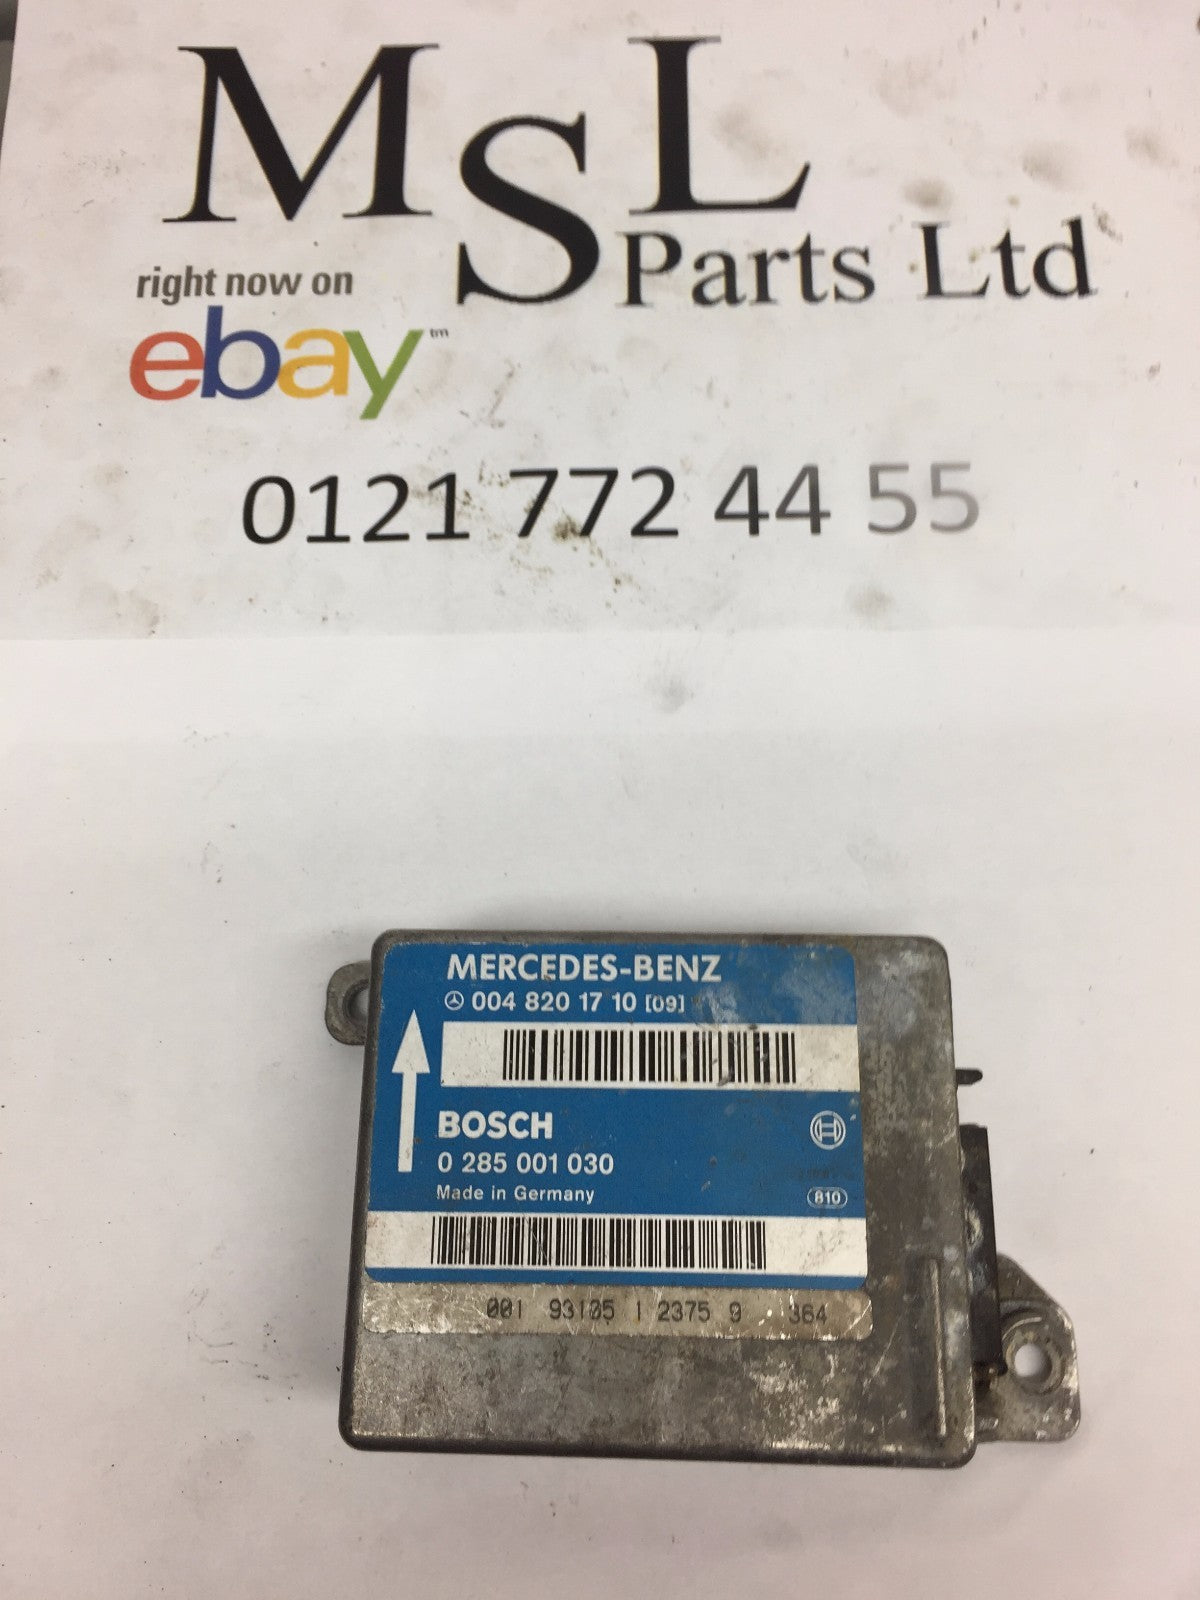 MSL
Parts Ltd
right now on
ebay™
0121 772 44 55
MERCEDES-BENZ
004 820 17 10 [09]
BOSCH
0 285 001 030
Made in Germany
810
001 93105 1 2375 9 364